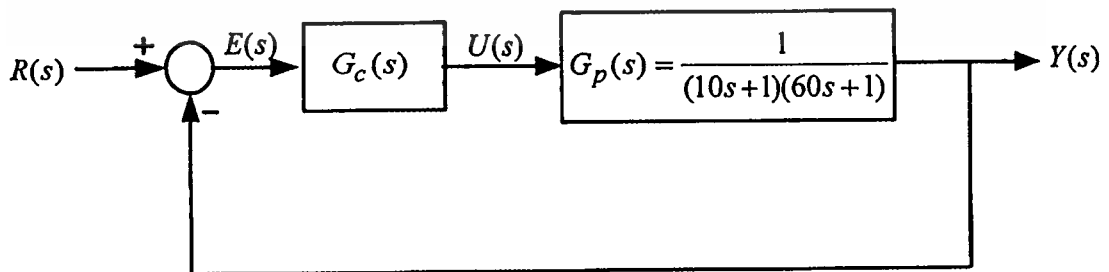 +
E(s)
U(s)
R(s)
G_c(s)
G_p(s) = 1/((10s+1)(60s+1))
Y(s)
−